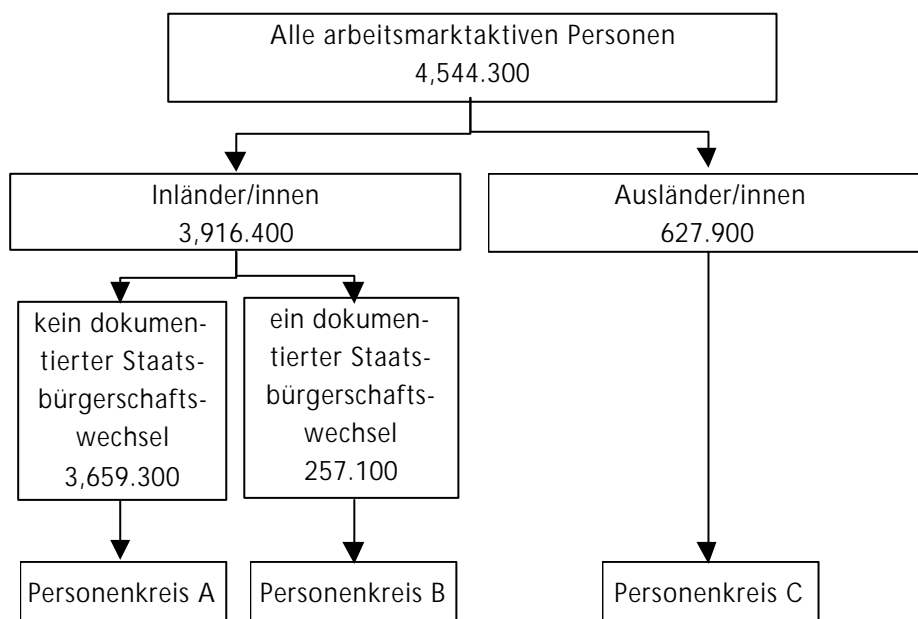 Alle arbeitsmarktaktiven Personen
4,544.300
Inländer/innen
3,916.400
Ausländer/innen
627.900
kein dokumen-
tierter Staats-
bürgerschafts-
wechsel
3,659.300
ein dokumen-
tierter Staats-
bürgerschafts-
wechsel
257.100
Personenkreis A
Personenkreis B
Personenkreis C